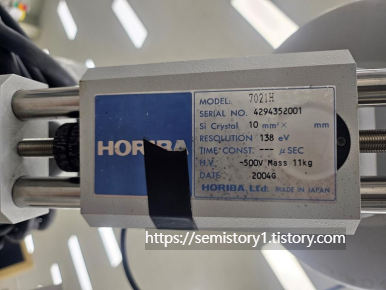 HORIBA
MODEL: 7021H
SERIAL NO. 4294352001
Si Crystal 10 mm²× mm
RESOLUTION 138 eV
TIME CONST. --- μSEC
H.V. -500V Mass 11kg
DATE 2004G
HORIBA, Ltd. MADE IN JAPAN
https://semistory1.tistory.com